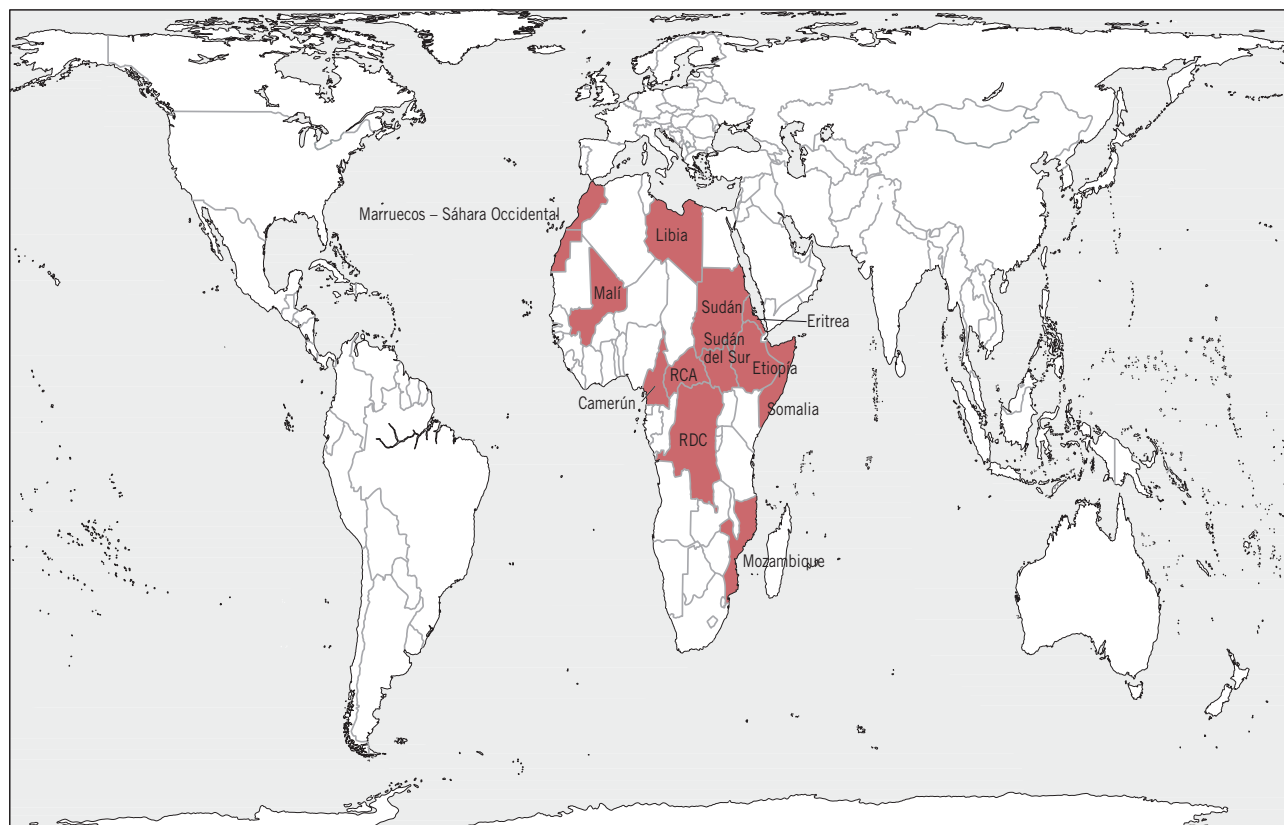 Marruecos – Sáhara Occidental
Libia
Malí
Sudán
Eritrea
Sudán
del Sur
Etiopía
RCA
Camerún
Somalia
RDC
Mozambique